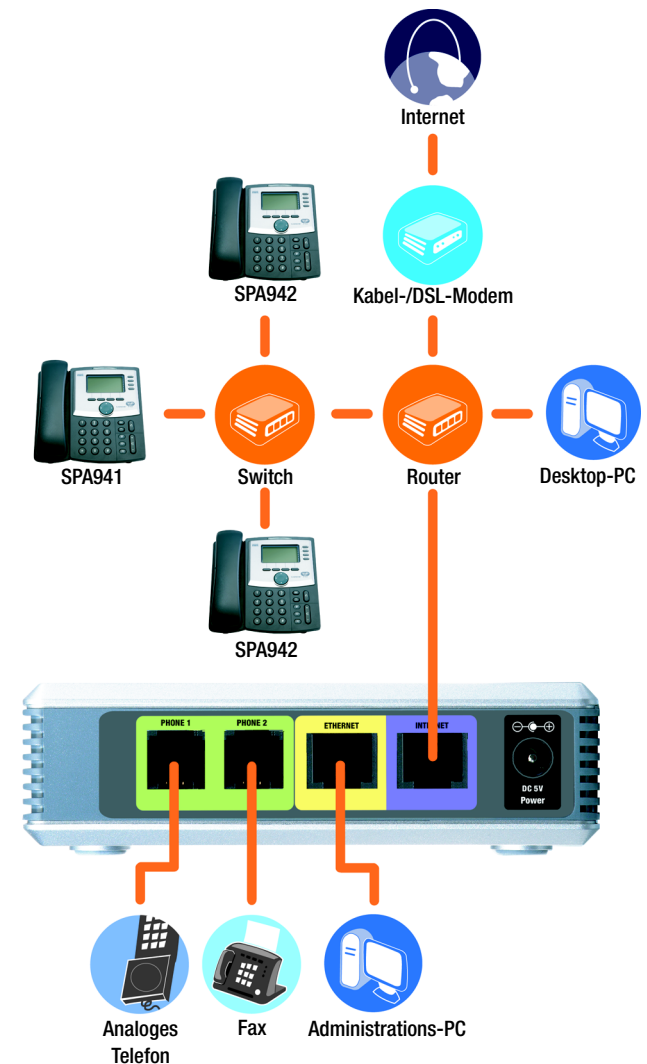 Internet
SPA942
Kabel-/DSL-Modem
SPA941
Switch
Router
Desktop-PC
SPA942
PHONE 1
PHONE 2
ETHERNET
INTERNET
DC 5V
Power
Analoges
Telefon
Fax
Administrations-PC